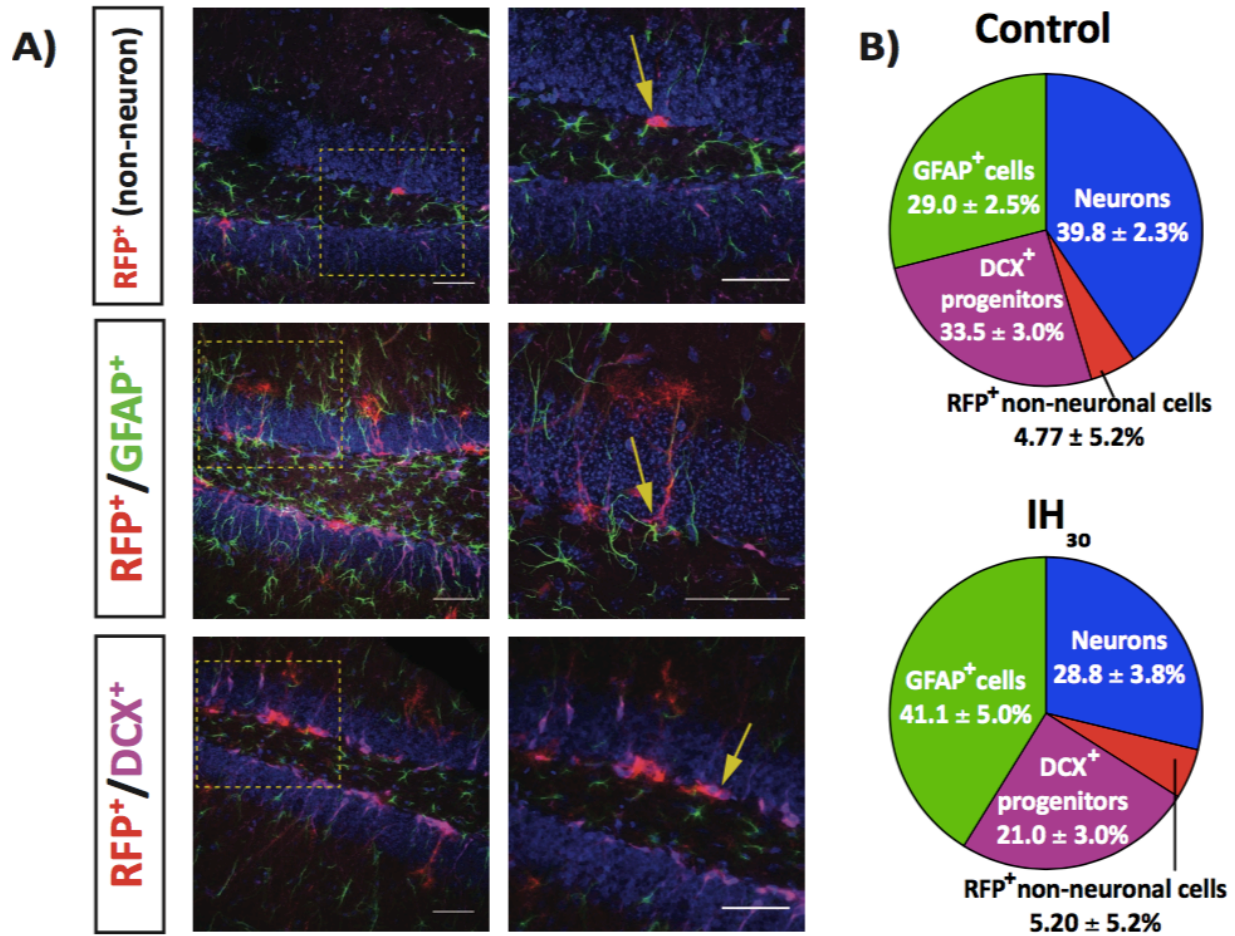 A)
RFP+ (non-neuron)
RFP+/GFAP+
RFP+/DCX+
B)
Control
GFAP+ cells
29.0 ± 2.5%
Neurons
39.8 ± 2.3%
DCX+
progenitors
33.5 ± 3.0%
RFP+ non-neuronal cells
4.77 ± 5.2%
IH30
Neurons
28.8 ± 3.8%
GFAP+ cells
41.1 ± 5.0%
DCX+
progenitors
21.0 ± 3.0%
RFP+ non-neuronal cells
5.20 ± 5.2%